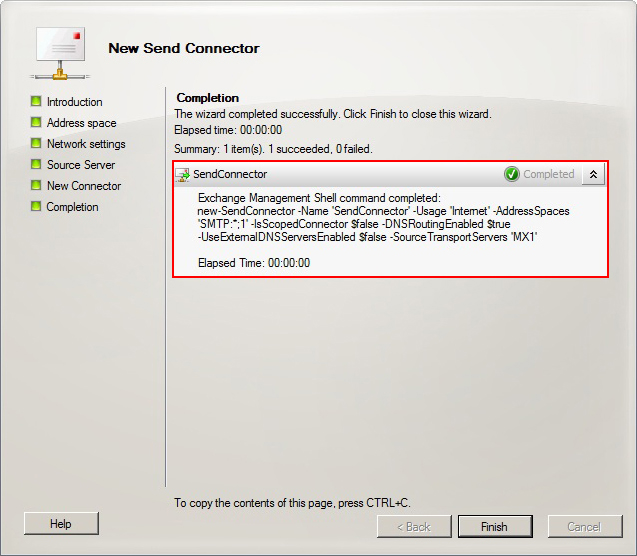 New Send Connector
Introduction
Address space
Network settings
Source Server
New Connector
Completion
Completion
The wizard completed successfully. Click Finish to close this wizard.
Elapsed time: 00:00:00
Summary: 1 item(s). 1 succeeded, 0 failed.
SendConnector
Completed
Exchange Management Shell command completed:
new-SendConnector -Name 'SendConnector' -Usage 'Internet' -AddressSpaces
'SMTP:*;1' -IsScopedConnector $false -DNSRoutingEnabled $true
-UseExternalDNSServersEnabled $false -SourceTransportServers 'MX1'
Elapsed Time: 00:00:00
To copy the contents of this page, press CTRL+C.
Help
< Back
Finish
Cancel